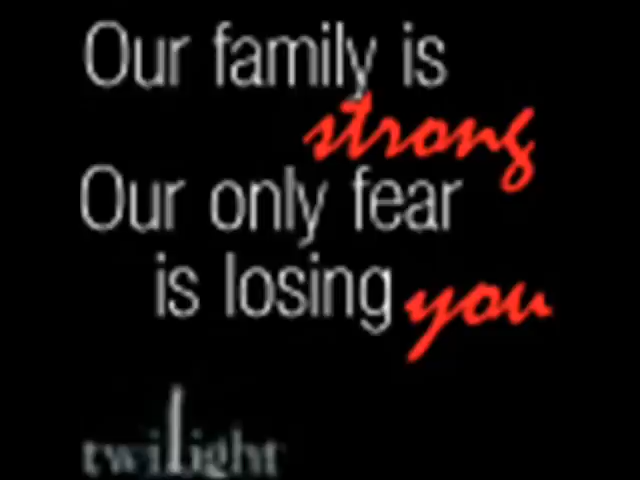 Our family is
strong
Our only fear
is losing you
twilight